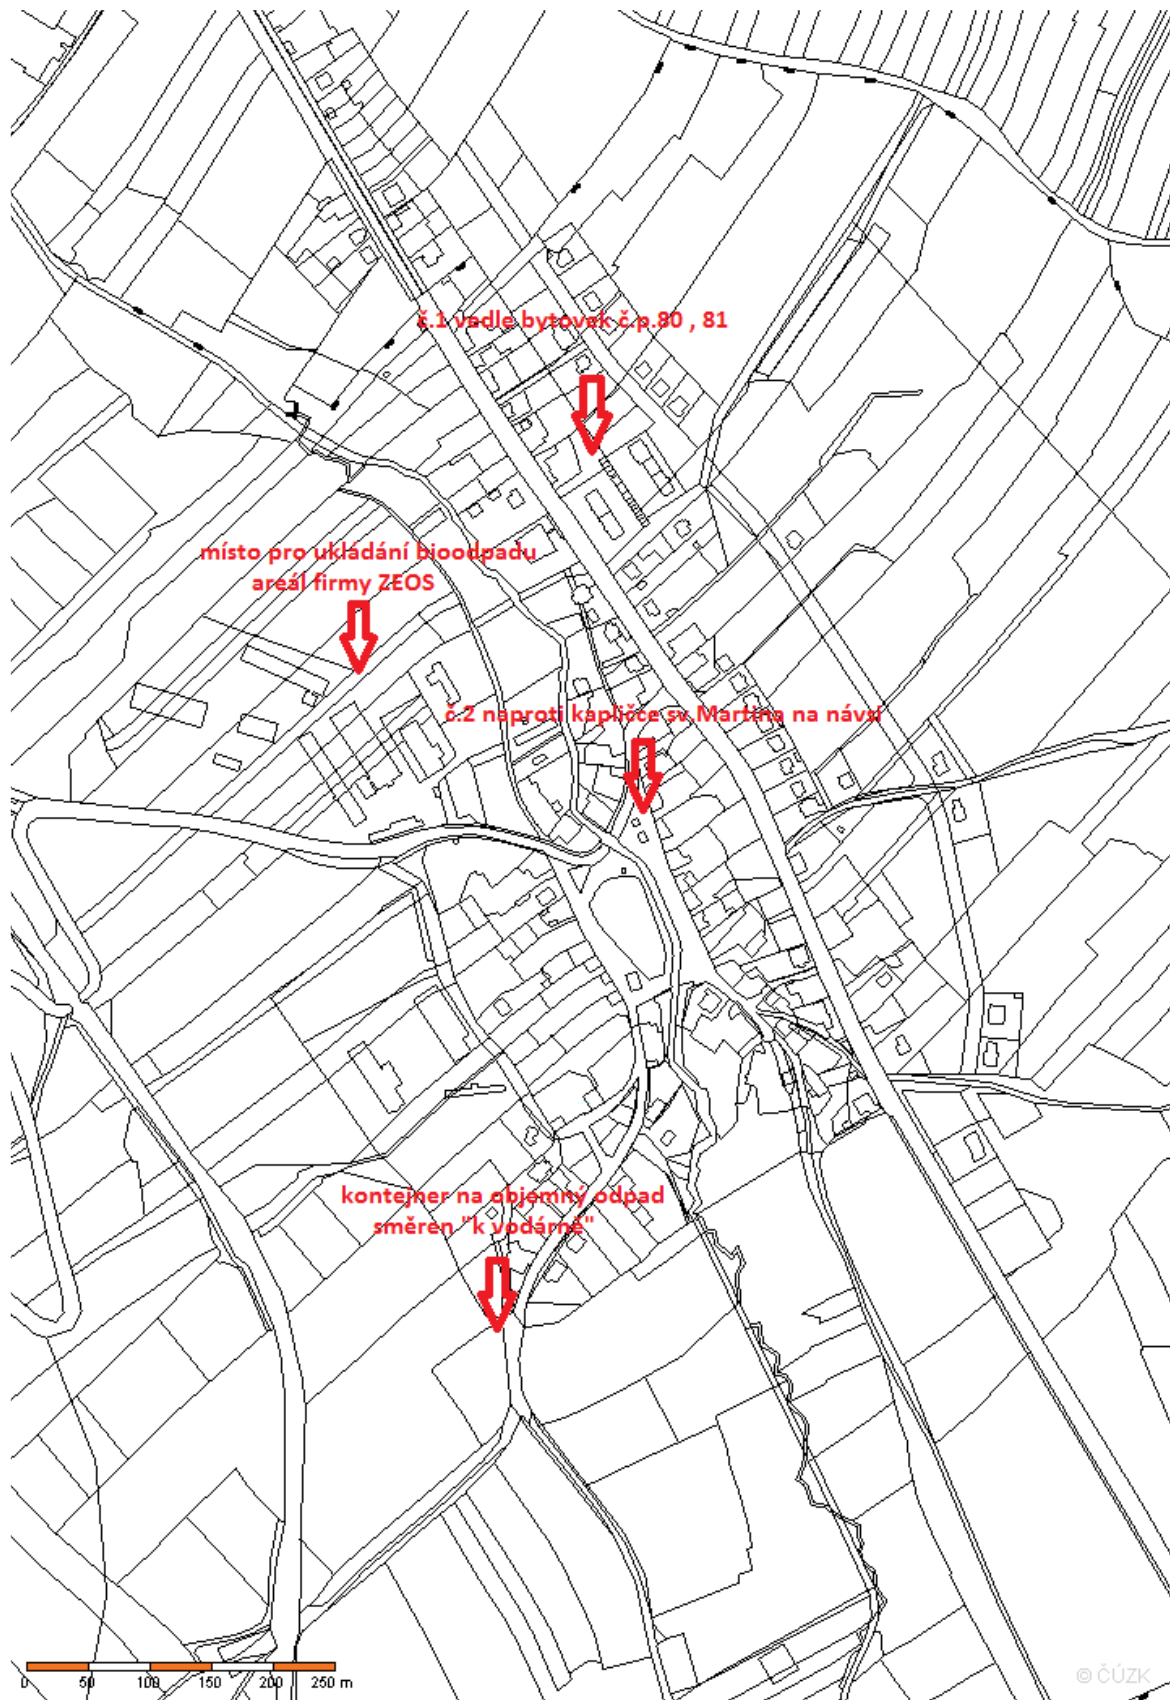 č.1 vedle bytovek č.p.80 , 81
místo pro ukládání bioodpadu
areál firmy ZEOS
č.2 naproti kapličce sv.Martina na návsi
kontejner na objemný odpad
směren "k vodárně"
0 50 100 150 200 250 m
© ČÚZK